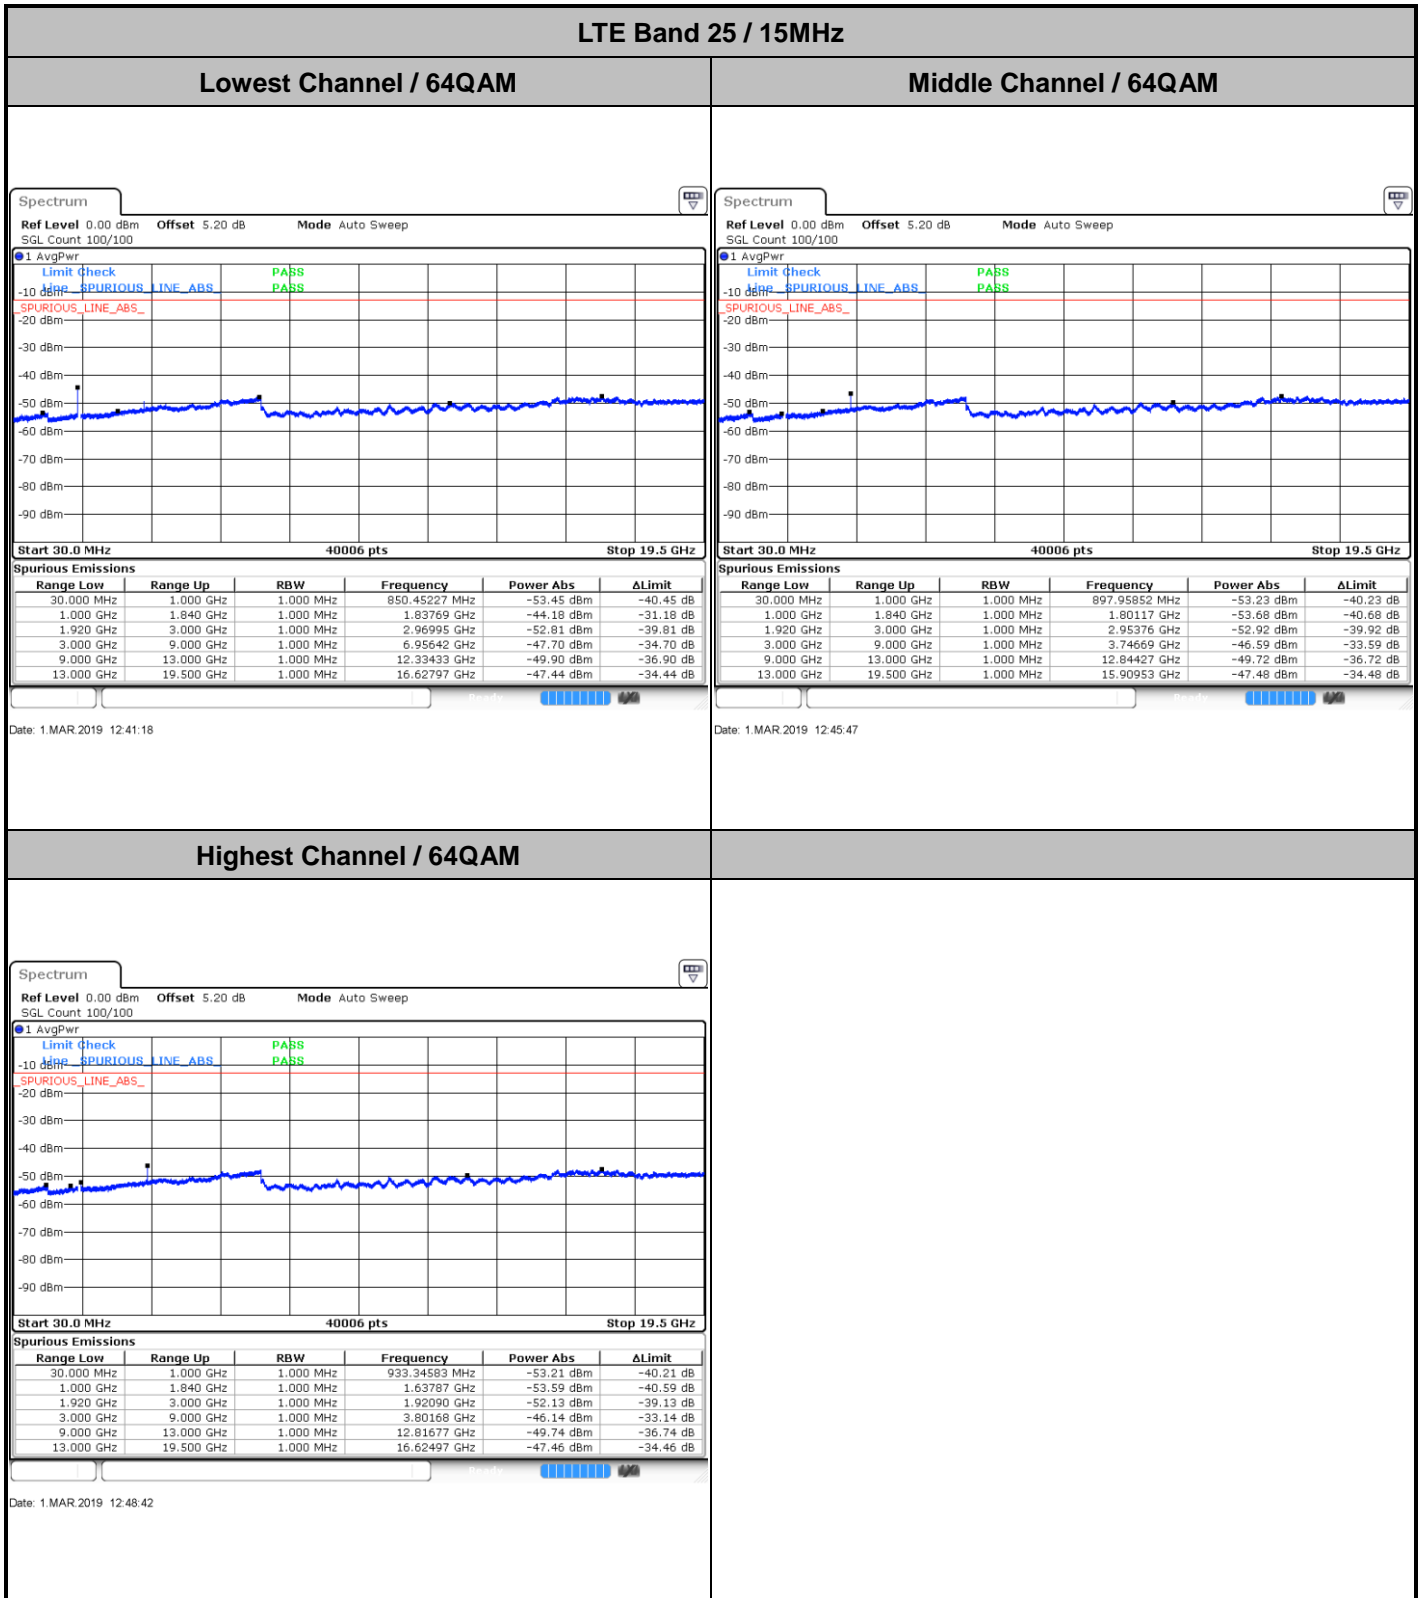 LTE Band 25 / 15MHz
Lowest Channel / 64QAM
Middle Channel / 64QAM
Spectrum
Ref Level 0.00 dBm Offset 5.20 dB Mode Auto Sweep
SGL Count 100/100
1 AvgPwr
Limit Check PASS
Line _SPURIOUS_LINE_ABS_ PASS
-10 dBm
_SPURIOUS_LINE_ABS_
-20 dBm
-30 dBm
-40 dBm
-50 dBm
-60 dBm
-70 dBm
-80 dBm
-90 dBm
Start 30.0 MHz 40006 pts Stop 19.5 GHz
Spurious Emissions
Range Low Range Up RBW Frequency Power Abs ΔLimit
30.000 MHz 1.000 GHz 1.000 MHz 850.45227 MHz -53.45 dBm -40.45 dB
1.000 GHz 1.840 GHz 1.000 MHz 1.83769 GHz -44.18 dBm -31.18 dB
1.920 GHz 3.000 GHz 1.000 MHz 2.96995 GHz -52.81 dBm -39.81 dB
3.000 GHz 9.000 GHz 1.000 MHz 6.95642 GHz -47.70 dBm -34.70 dB
9.000 GHz 13.000 GHz 1.000 MHz 12.33433 GHz -49.90 dBm -36.90 dB
13.000 GHz 19.500 GHz 1.000 MHz 16.62797 GHz -47.44 dBm -34.44 dB
Ready
Date: 1.MAR.2019 12:41:18
Spectrum
Ref Level 0.00 dBm Offset 5.20 dB Mode Auto Sweep
SGL Count 100/100
1 AvgPwr
Limit Check PASS
Line _SPURIOUS_LINE_ABS_ PASS
-10 dBm
_SPURIOUS_LINE_ABS_
-20 dBm
-30 dBm
-40 dBm
-50 dBm
-60 dBm
-70 dBm
-80 dBm
-90 dBm
Start 30.0 MHz 40006 pts Stop 19.5 GHz
Spurious Emissions
Range Low Range Up RBW Frequency Power Abs ΔLimit
30.000 MHz 1.000 GHz 1.000 MHz 897.95852 MHz -53.23 dBm -40.23 dB
1.000 GHz 1.840 GHz 1.000 MHz 1.80117 GHz -53.68 dBm -40.68 dB
1.920 GHz 3.000 GHz 1.000 MHz 2.95376 GHz -52.92 dBm -39.92 dB
3.000 GHz 9.000 GHz 1.000 MHz 3.74669 GHz -46.59 dBm -33.59 dB
9.000 GHz 13.000 GHz 1.000 MHz 12.84427 GHz -49.72 dBm -36.72 dB
13.000 GHz 19.500 GHz 1.000 MHz 15.90953 GHz -47.48 dBm -34.48 dB
Ready
Date: 1.MAR.2019 12:45:47
Highest Channel / 64QAM
Spectrum
Ref Level 0.00 dBm Offset 5.20 dB Mode Auto Sweep
SGL Count 100/100
1 AvgPwr
Limit Check PASS
Line _SPURIOUS_LINE_ABS_ PASS
-10 dBm
_SPURIOUS_LINE_ABS_
-20 dBm
-30 dBm
-40 dBm
-50 dBm
-60 dBm
-70 dBm
-80 dBm
-90 dBm
Start 30.0 MHz 40006 pts Stop 19.5 GHz
Spurious Emissions
Range Low Range Up RBW Frequency Power Abs ΔLimit
30.000 MHz 1.000 GHz 1.000 MHz 933.34583 MHz -53.21 dBm -40.21 dB
1.000 GHz 1.840 GHz 1.000 MHz 1.63787 GHz -53.59 dBm -40.59 dB
1.920 GHz 3.000 GHz 1.000 MHz 1.92090 GHz -52.13 dBm -39.13 dB
3.000 GHz 9.000 GHz 1.000 MHz 3.80168 GHz -46.14 dBm -33.14 dB
9.000 GHz 13.000 GHz 1.000 MHz 12.81677 GHz -49.74 dBm -36.74 dB
13.000 GHz 19.500 GHz 1.000 MHz 16.62497 GHz -47.46 dBm -34.46 dB
Ready
Date: 1.MAR.2019 12:48:42